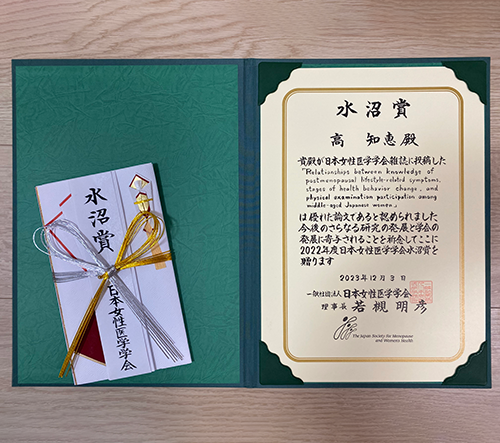 水沼賞
日本女性医学学会
水沼賞
高 知恵 殿
貴殿が日本女性医学学会雑誌に投稿した
「Relationships between knowledge of
postmenopausal lifestyle-related symptoms,
stages of health behavior change, and
physical examination participation among
middle-aged Japanese women」
は優れた論文であると認められました
今後のさらなる研究の発展と学会の
発展に寄与されることを祈念してここに
2022年度日本女性医学学会水沼賞を
贈ります
2023年12月3日
一般社団法人 日本女性医学学会
理事長 若槻明彦
The Japan Society for Menopause
and Women's Health